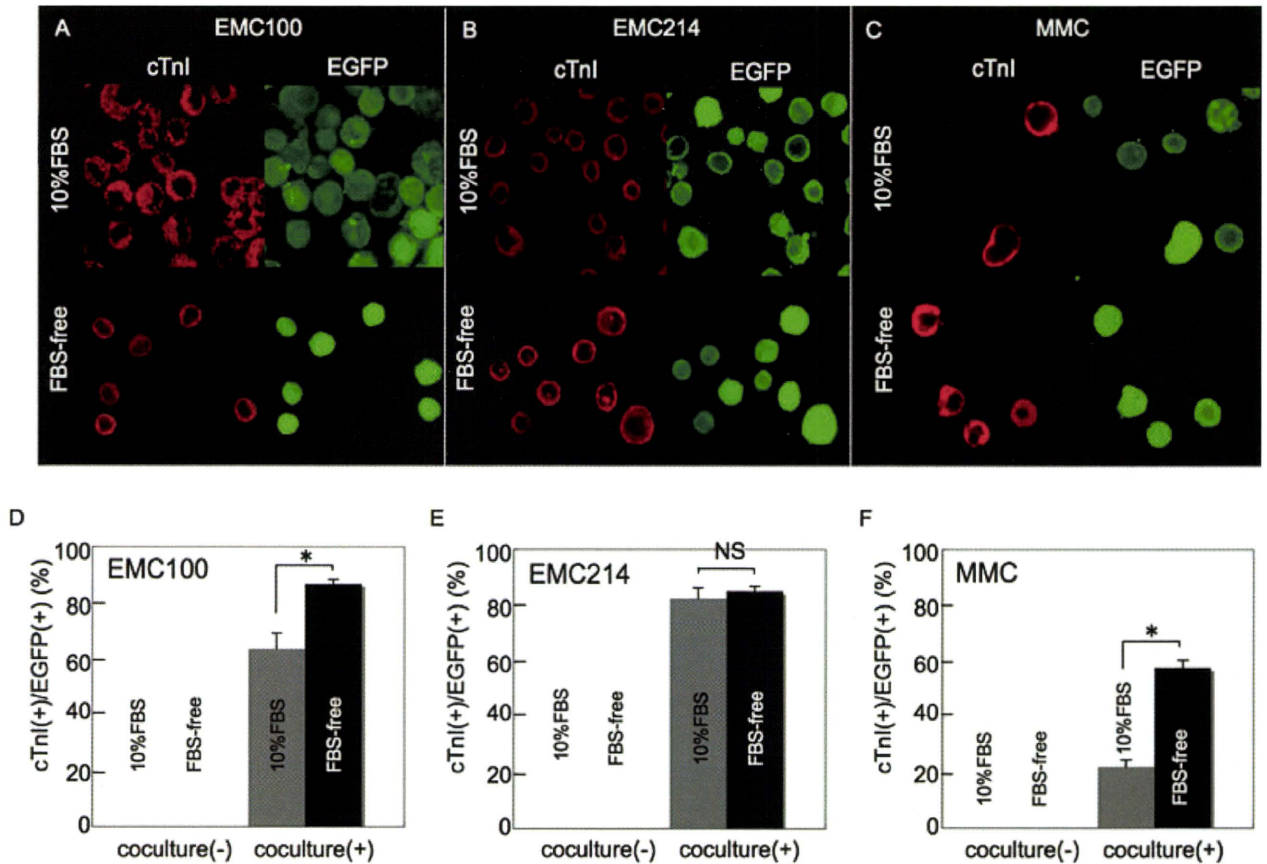 A EMC100
cTnI EGFP
10%FBS
FBS-free
B EMC214
cTnI EGFP
10%FBS
FBS-free
C MMC
cTnI EGFP
10%FBS
FBS-free
D
cTnI(+)/EGFP(+) (%)
100
80
60
40
20
0
EMC100
*
10%FBS
FBS-free
10%FBS
FBS-free
coculture(-) coculture(+)
E
cTnI(+)/EGFP(+) (%)
100
80
60
40
20
0
EMC214
NS
10%FBS
FBS-free
10%FBS
FBS-free
coculture(-) coculture(+)
F
cTnI(+)/EGFP(+) (%)
100
80
60
40
20
0
MMC
*
10%FBS
FBS-free
10%FBS
FBS-free
coculture(-) coculture(+)